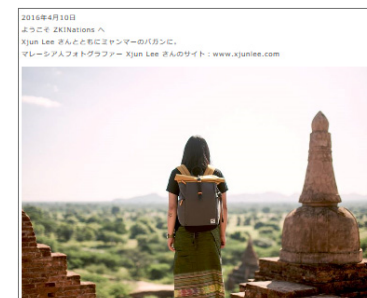 2016年4月10日
ようこそ ZKINations へ
Xjun Lee さんとともにミャンマーのバガンに。
マレーシア人フォトグラファー Xjun Lee さんのサイト：www.xjunlee.com